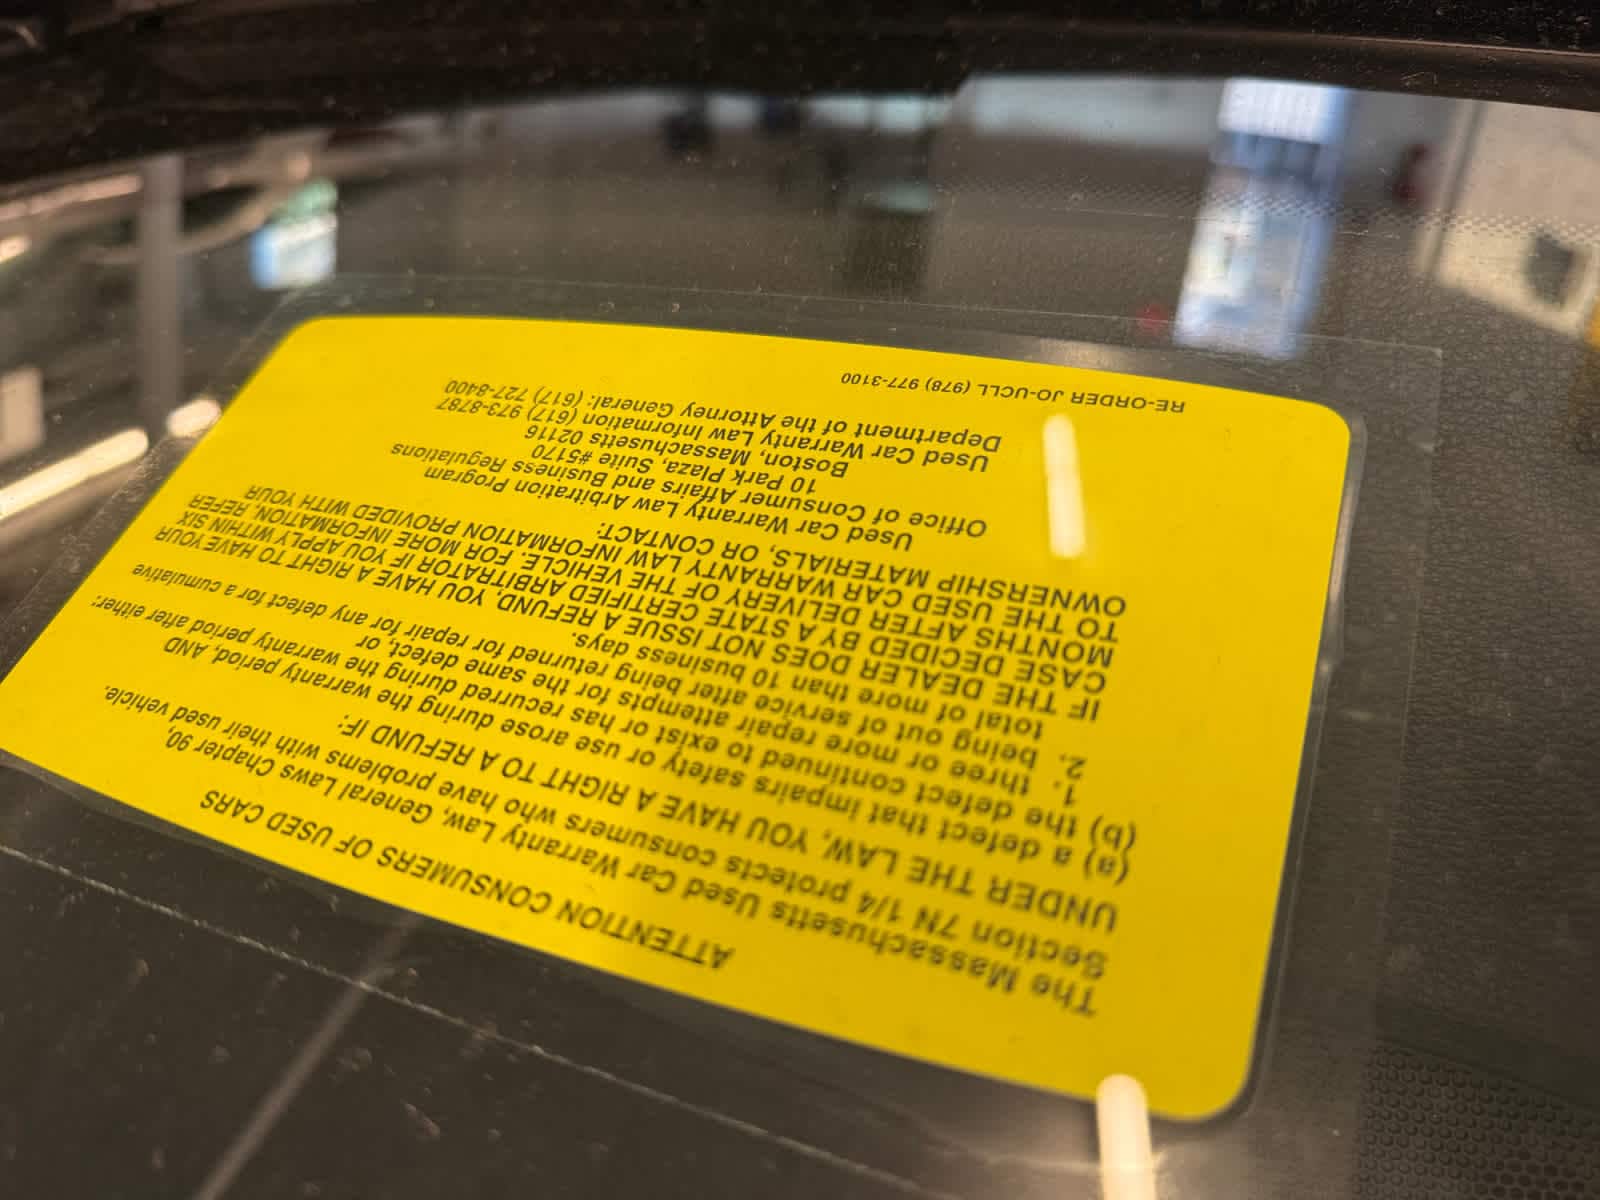 ATTENTION CONSUMERS OF USED CARS
The Massachusetts Used Car Warranty Law, General Laws Chapter 90,
Section 7N 1/4 protects consumers who have problems with their used vehicle.
UNDER THE LAW, YOU HAVE A RIGHT TO A REFUND IF:
(a) a defect that impairs safety or use arose during the warranty period, AND
(b) the defect continued to exist or has recurred during the warranty period after either:
1. three or more repair attempts for the same defect, or
2. being out of service after being returned for repair for any defect for a cumulative
total of more than 10 business days.
IF THE DEALER DOES NOT ISSUE A REFUND, YOU HAVE A RIGHT TO HAVE YOUR
CASE DECIDED BY A STATE CERTIFIED ARBITRATOR IF YOU APPLY WITHIN SIX
MONTHS AFTER DELIVERY OF THE VEHICLE. FOR MORE INFORMATION, REFER
TO THE USED CAR WARRANTY LAW INFORMATION PROVIDED WITH YOUR
OWNERSHIP MATERIALS, OR CONTACT:
Used Car Warranty Law Arbitration Program
Office of Consumer Affairs and Business Regulations
10 Park Plaza, Suite #5170
Boston, Massachusetts 02116
Used Car Warranty Law Information (617) 973-8787
Department of the Attorney General: (617) 727-8400
RE-ORDER JO-UCLL (978) 977-3100